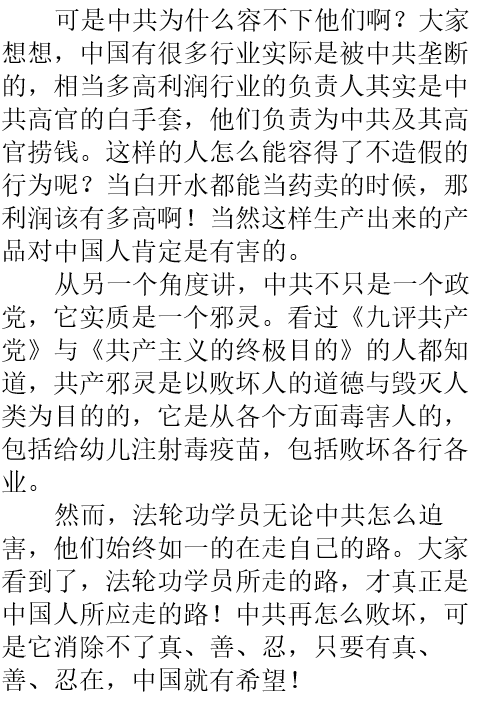 可是中共为什么容不下他们啊？大家
想想，中国有很多行业实际是被中共垄断
的，相当多高利润行业的负责人其实是中
共高官的白手套，他们负责为中共及其高
官捞钱。这样的人怎么能容得了不造假的
行为呢？当白开水都能当药卖的时候，那
利润该有多高啊！当然这样生产出来的产
品对中国人肯定是有害的。
从另一个角度讲，中共不只是一个政
党，它实质是一个邪灵。看过《九评共产
党》与《共产主义的终极目的》的人都知
道，共产邪灵是以败坏人的道德与毁灭人
类为目的的，它是从各个方面毒害人的，
包括给幼儿注射毒疫苗，包括败坏各行各
业。
然而，法轮功学员无论中共怎么迫
害，他们始终如一的在走自己的路。大家
看到了，法轮功学员所走的路，才真正是
中国人所应走的路！中共再怎么败坏，可
是它消除不了真、善、忍，只要有真、
善、忍在，中国就有希望！